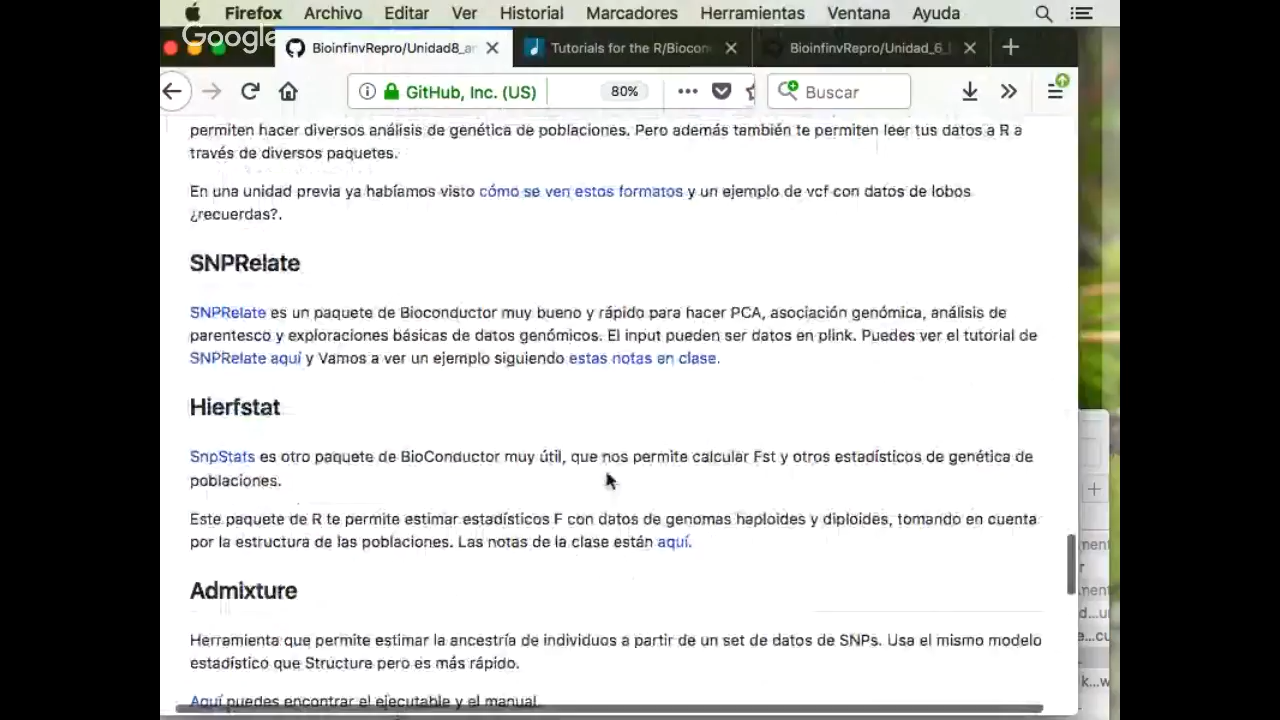 Firefox Archivo Editar Ver Historial Marcadores Herramientas Ventana Ayuda
Google
BioinfinvRepro/Unidad8_a Tutorials for the R/Biocon BioinfinvRepro/Unidad_6_
GitHub, Inc. (US) 80% Buscar
permiten hacer diversos análisis de genética de poblaciones. Pero además también te permiten leer tus datos a R a
través de diversos paquetes.
En una unidad previa ya habíamos visto cómo se ven estos formatos y un ejemplo de vcf con datos de lobos
¿recuerdas?.
SNPRelate
SNPRelate es un paquete de Bioconductor muy bueno y rápido para hacer PCA, asociación genómica, análisis de
parentesco y exploraciones básicas de datos genómicos. El input pueden ser datos en plink. Puedes ver el tutorial de
SNPRelate aquí y Vamos a ver un ejemplo siguiendo estas notas en clase.
Hierfstat
SnpStats es otro paquete de BioConductor muy útil, que nos permite calcular Fst y otros estadísticos de genética de
poblaciones.
Este paquete de R te permite estimar estadísticos F con datos de genomas haploides y diploides, tomando en cuenta
por la estructura de las poblaciones. Las notas de la clase están aquí.
Admixture
Herramienta que permite estimar la ancestría de individuos a partir de un set de datos de SNPs. Usa el mismo modelo
estadístico que Structure pero es más rápido.
Aquí puedes encontrar el ejecutable y el manual.